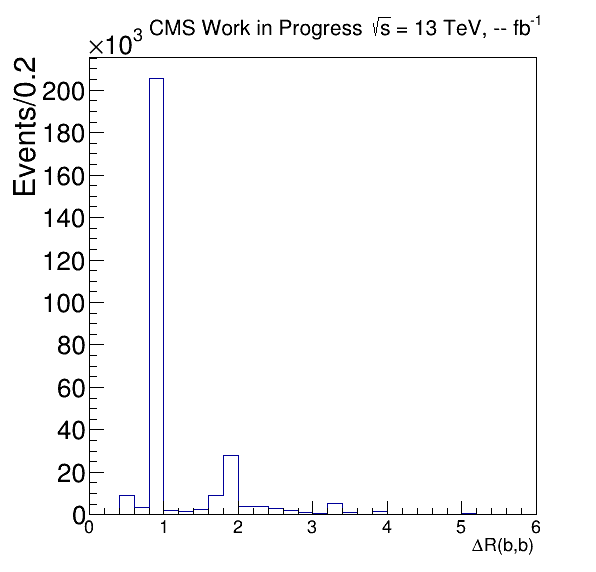 ×10³ CMS Work in Progress √s = 13 TeV, -- fb⁻¹
Events/0.2
200
180
160
140
120
100
80
60
40
20
0
0 1 2 3 4 5 6
ΔR(b,b)